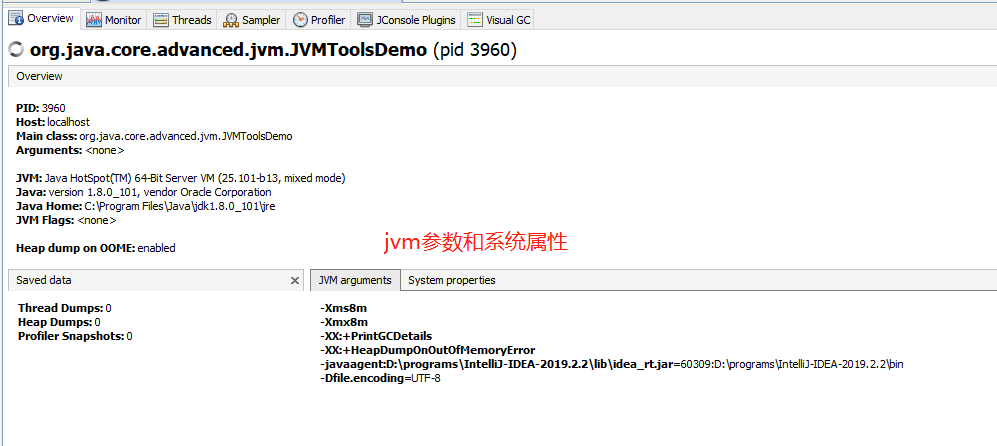 Overview Monitor Threads Sampler Profiler JConsole Plugins Visual GC
org.java.core.advanced.jvm.JVMToolsDemo (pid 3960)
Overview
PID: 3960
Host: localhost
Main class: org.java.core.advanced.jvm.JVMToolsDemo
Arguments: <none>
JVM: Java HotSpot(TM) 64-Bit Server VM (25.101-b13, mixed mode)
Java: version 1.8.0_101, vendor Oracle Corporation
Java Home: C:\Program Files\Java\jdk1.8.0_101\jre
JVM Flags: <none>
jvm参数和系统属性
Heap dump on OOME: enabled
Saved data
Thread Dumps: 0
Heap Dumps: 0
Profiler Snapshots: 0
JVM arguments System properties
-Xms8m
-Xmx8m
-XX:+PrintGCDetails
-XX:+HeapDumpOnOutOfMemoryError
-javaagent:D:\programs\IntelliJ-IDEA-2019.2.2\lib\idea_rt.jar=60309:D:\programs\IntelliJ-IDEA-2019.2.2\bin
-Dfile.encoding=UTF-8